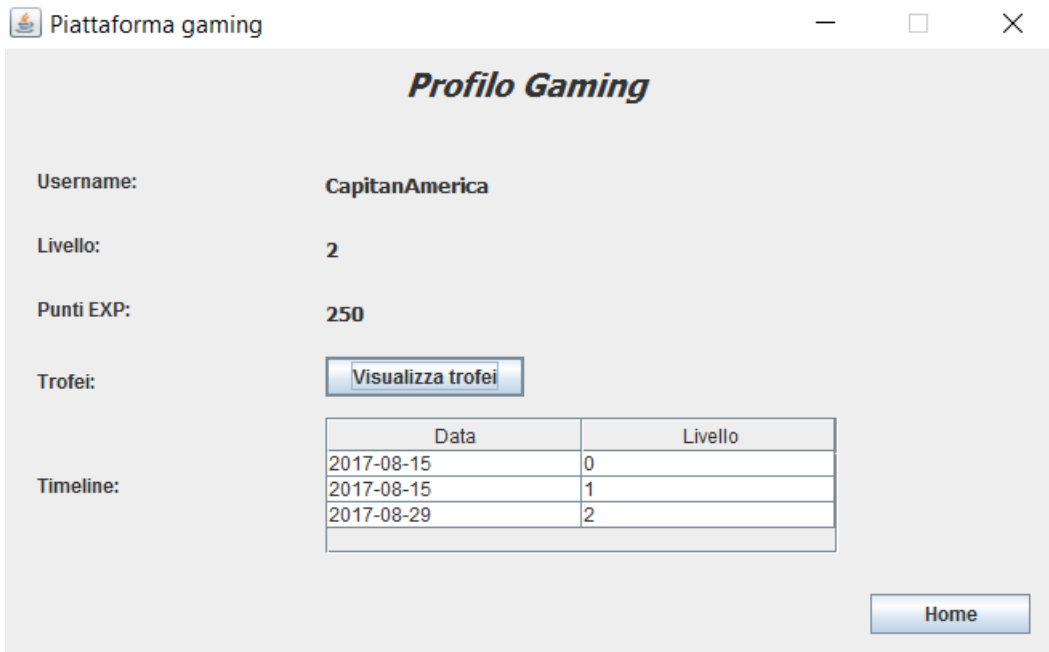 Piattaforma gaming
Profilo Gaming
Username: CapitanAmerica
Livello: 2
Punti EXP: 250
Trofei: Visualizza trofei
Timeline:
Data Livello
2017-08-15 0
2017-08-15 1
2017-08-29 2
Home